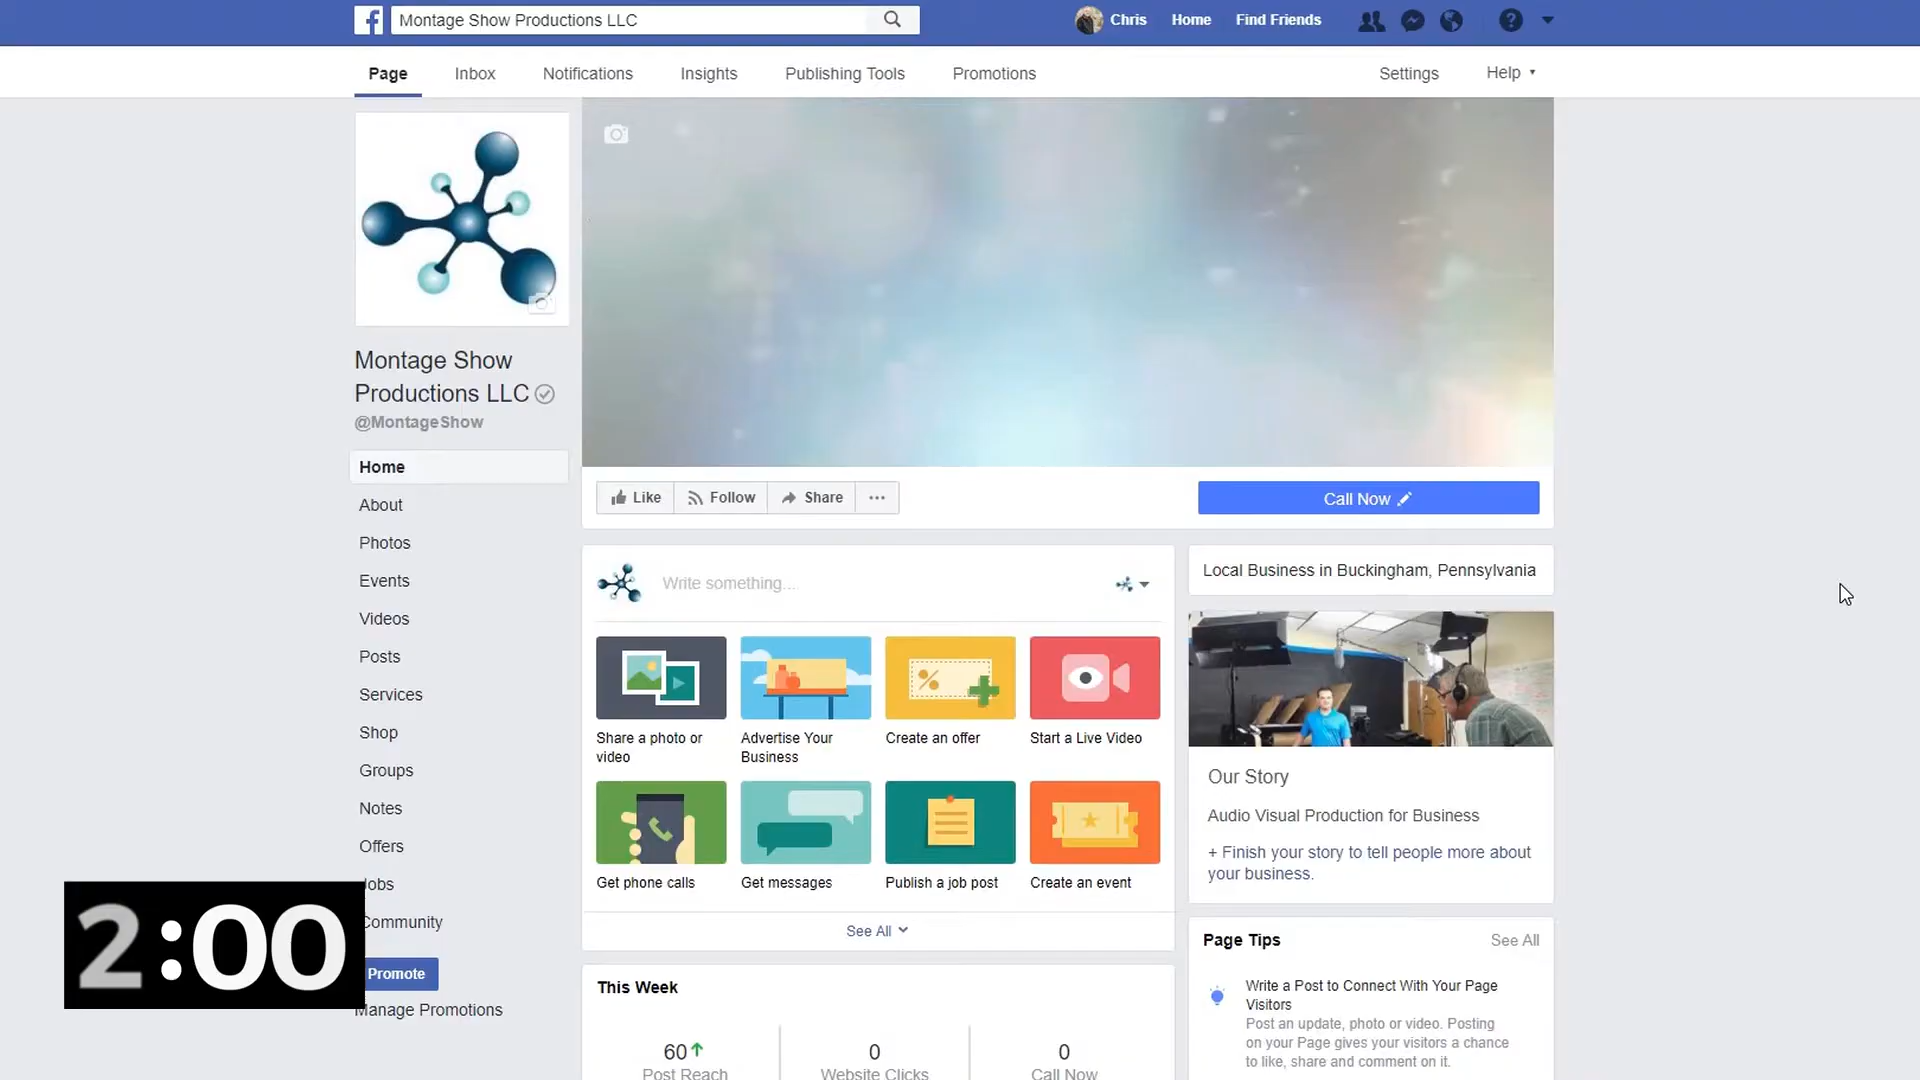 Montage Show Productions LLC
Chris
Home
Find Friends
Page
Inbox
Notifications
Insights
Publishing Tools
Promotions
Settings
Help
Montage Show
Productions LLC
@MontageShow
Home
About
Photos
Events
Videos
Posts
Services
Shop
Groups
Notes
Offers
Jobs
Community
Promote
Manage Promotions
2:00
Like
Follow
Share
Call Now
Write something...
Share a photo or
video
Advertise Your
Business
Create an offer
Start a Live Video
Get phone calls
Get messages
Publish a job post
Create an event
See All
This Week
60
Post Reach
0
Website Clicks
0
Call Now
Local Business in Buckingham, Pennsylvania
Our Story
Audio Visual Production for Business
+ Finish your story to tell people more about
your business.
Page Tips
See All
Write a Post to Connect With Your Page
Visitors
Post an update, photo or video. Posting
on your Page gives your visitors a chance
to like, share and comment on it.